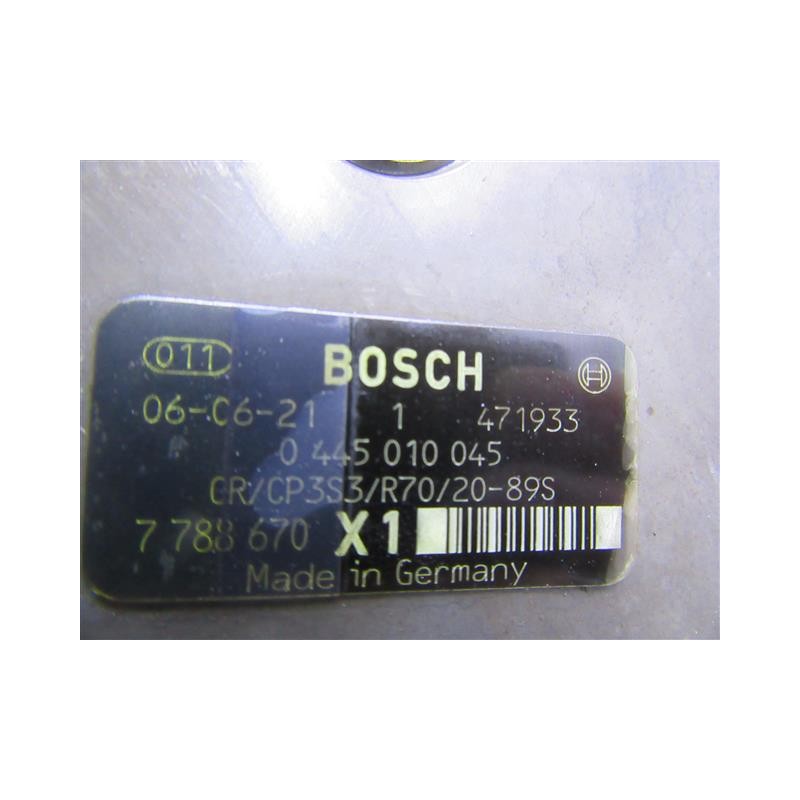 011 BOSCH
06-C6-21 1 471933
0 445 010 045
CR/CP3S3/R70/20-89S
7 788 670 X1
Made in Germany